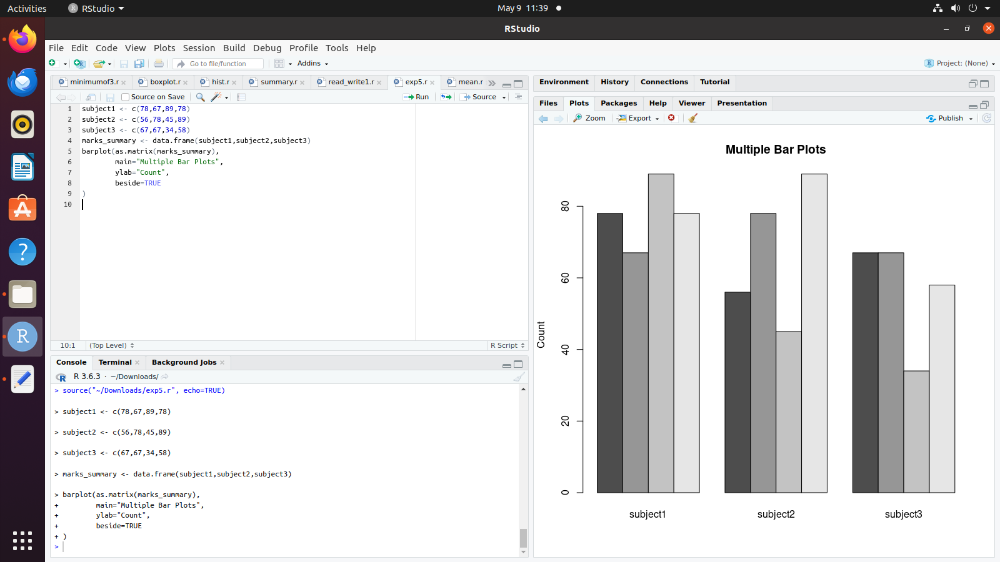 Activities RStudio May 9 11:39
RStudio
File Edit Code View Plots Session Build Debug Profile Tools Help
Go to file/function Addins Project: (None)
minimumof3.r boxplot.r hist.r summary.r read_write1.r exp5.r mean.r
Source on Save Run Source
1 subject1 <- c(78,67,89,78)
2 subject2 <- c(56,78,45,89)
3 subject3 <- c(67,67,34,58)
4 marks_summary <- data.frame(subject1,subject2,subject3)
5 barplot(as.matrix(marks_summary),
6 main="Multiple Bar Plots",
7 ylab="Count",
8 beside=TRUE
9 )
10
10:1 (Top Level) R Script
Console Terminal Background Jobs
R 3.6.3 · ~/Downloads/
> source("~/Downloads/exp5.r", echo=TRUE)
> subject1 <- c(78,67,89,78)
> subject2 <- c(56,78,45,89)
> subject3 <- c(67,67,34,58)
> marks_summary <- data.frame(subject1,subject2,subject3)
> barplot(as.matrix(marks_summary),
+ main="Multiple Bar Plots",
+ ylab="Count",
+ beside=TRUE
+ )
>
Environment History Connections Tutorial
Files Plots Packages Help Viewer Presentation
Zoom Export Publish
Multiple Bar Plots
80
60
40
20
0
Count
subject1 subject2 subject3